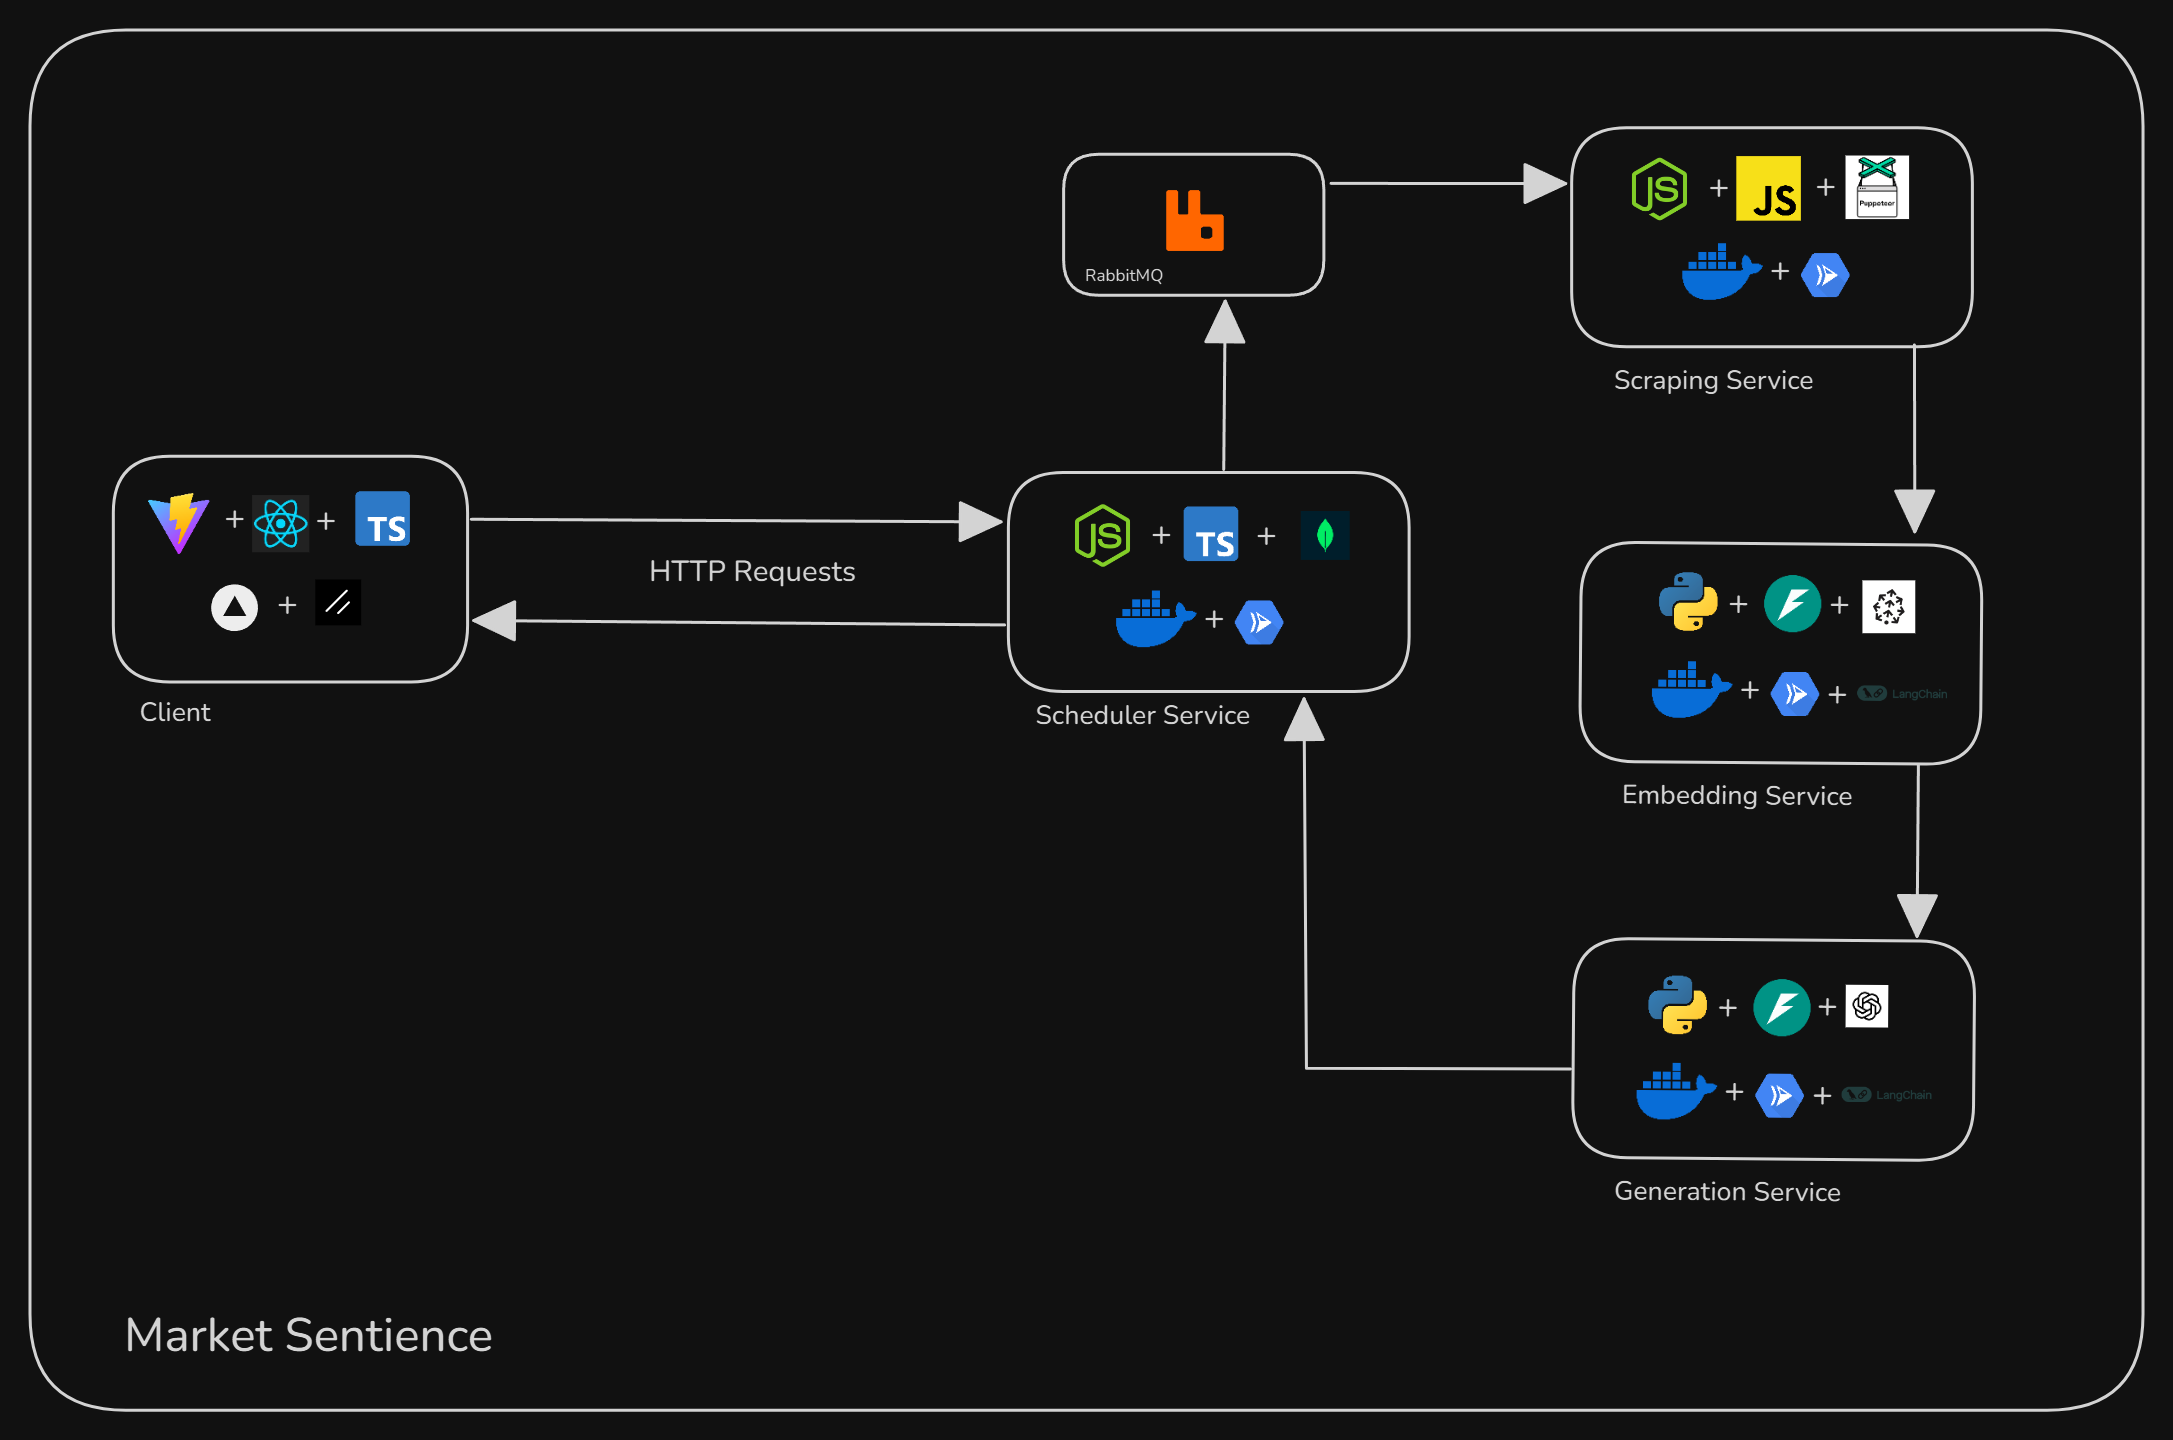 JS + JS + Puppeteer
+
RabbitMQ
Scraping Service
+ + TS
+
Client
HTTP Requests
JS + TS +
+
Scheduler Service
+ +
+ + LangChain
Embedding Service
+ +
+ + LangChain
Generation Service
Market Sentience